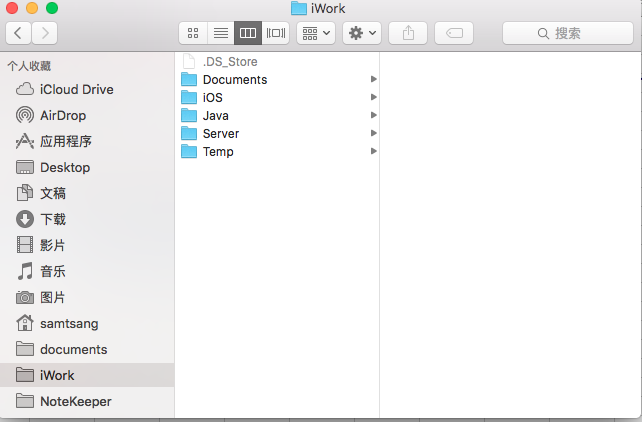 iWork
搜索
个人收藏
iCloud Drive
AirDrop
应用程序
Desktop
文稿
下载
影片
音乐
图片
samtsang
documents
iWork
NoteKeeper
.DS_Store
Documents
iOS
Java
Server
Temp